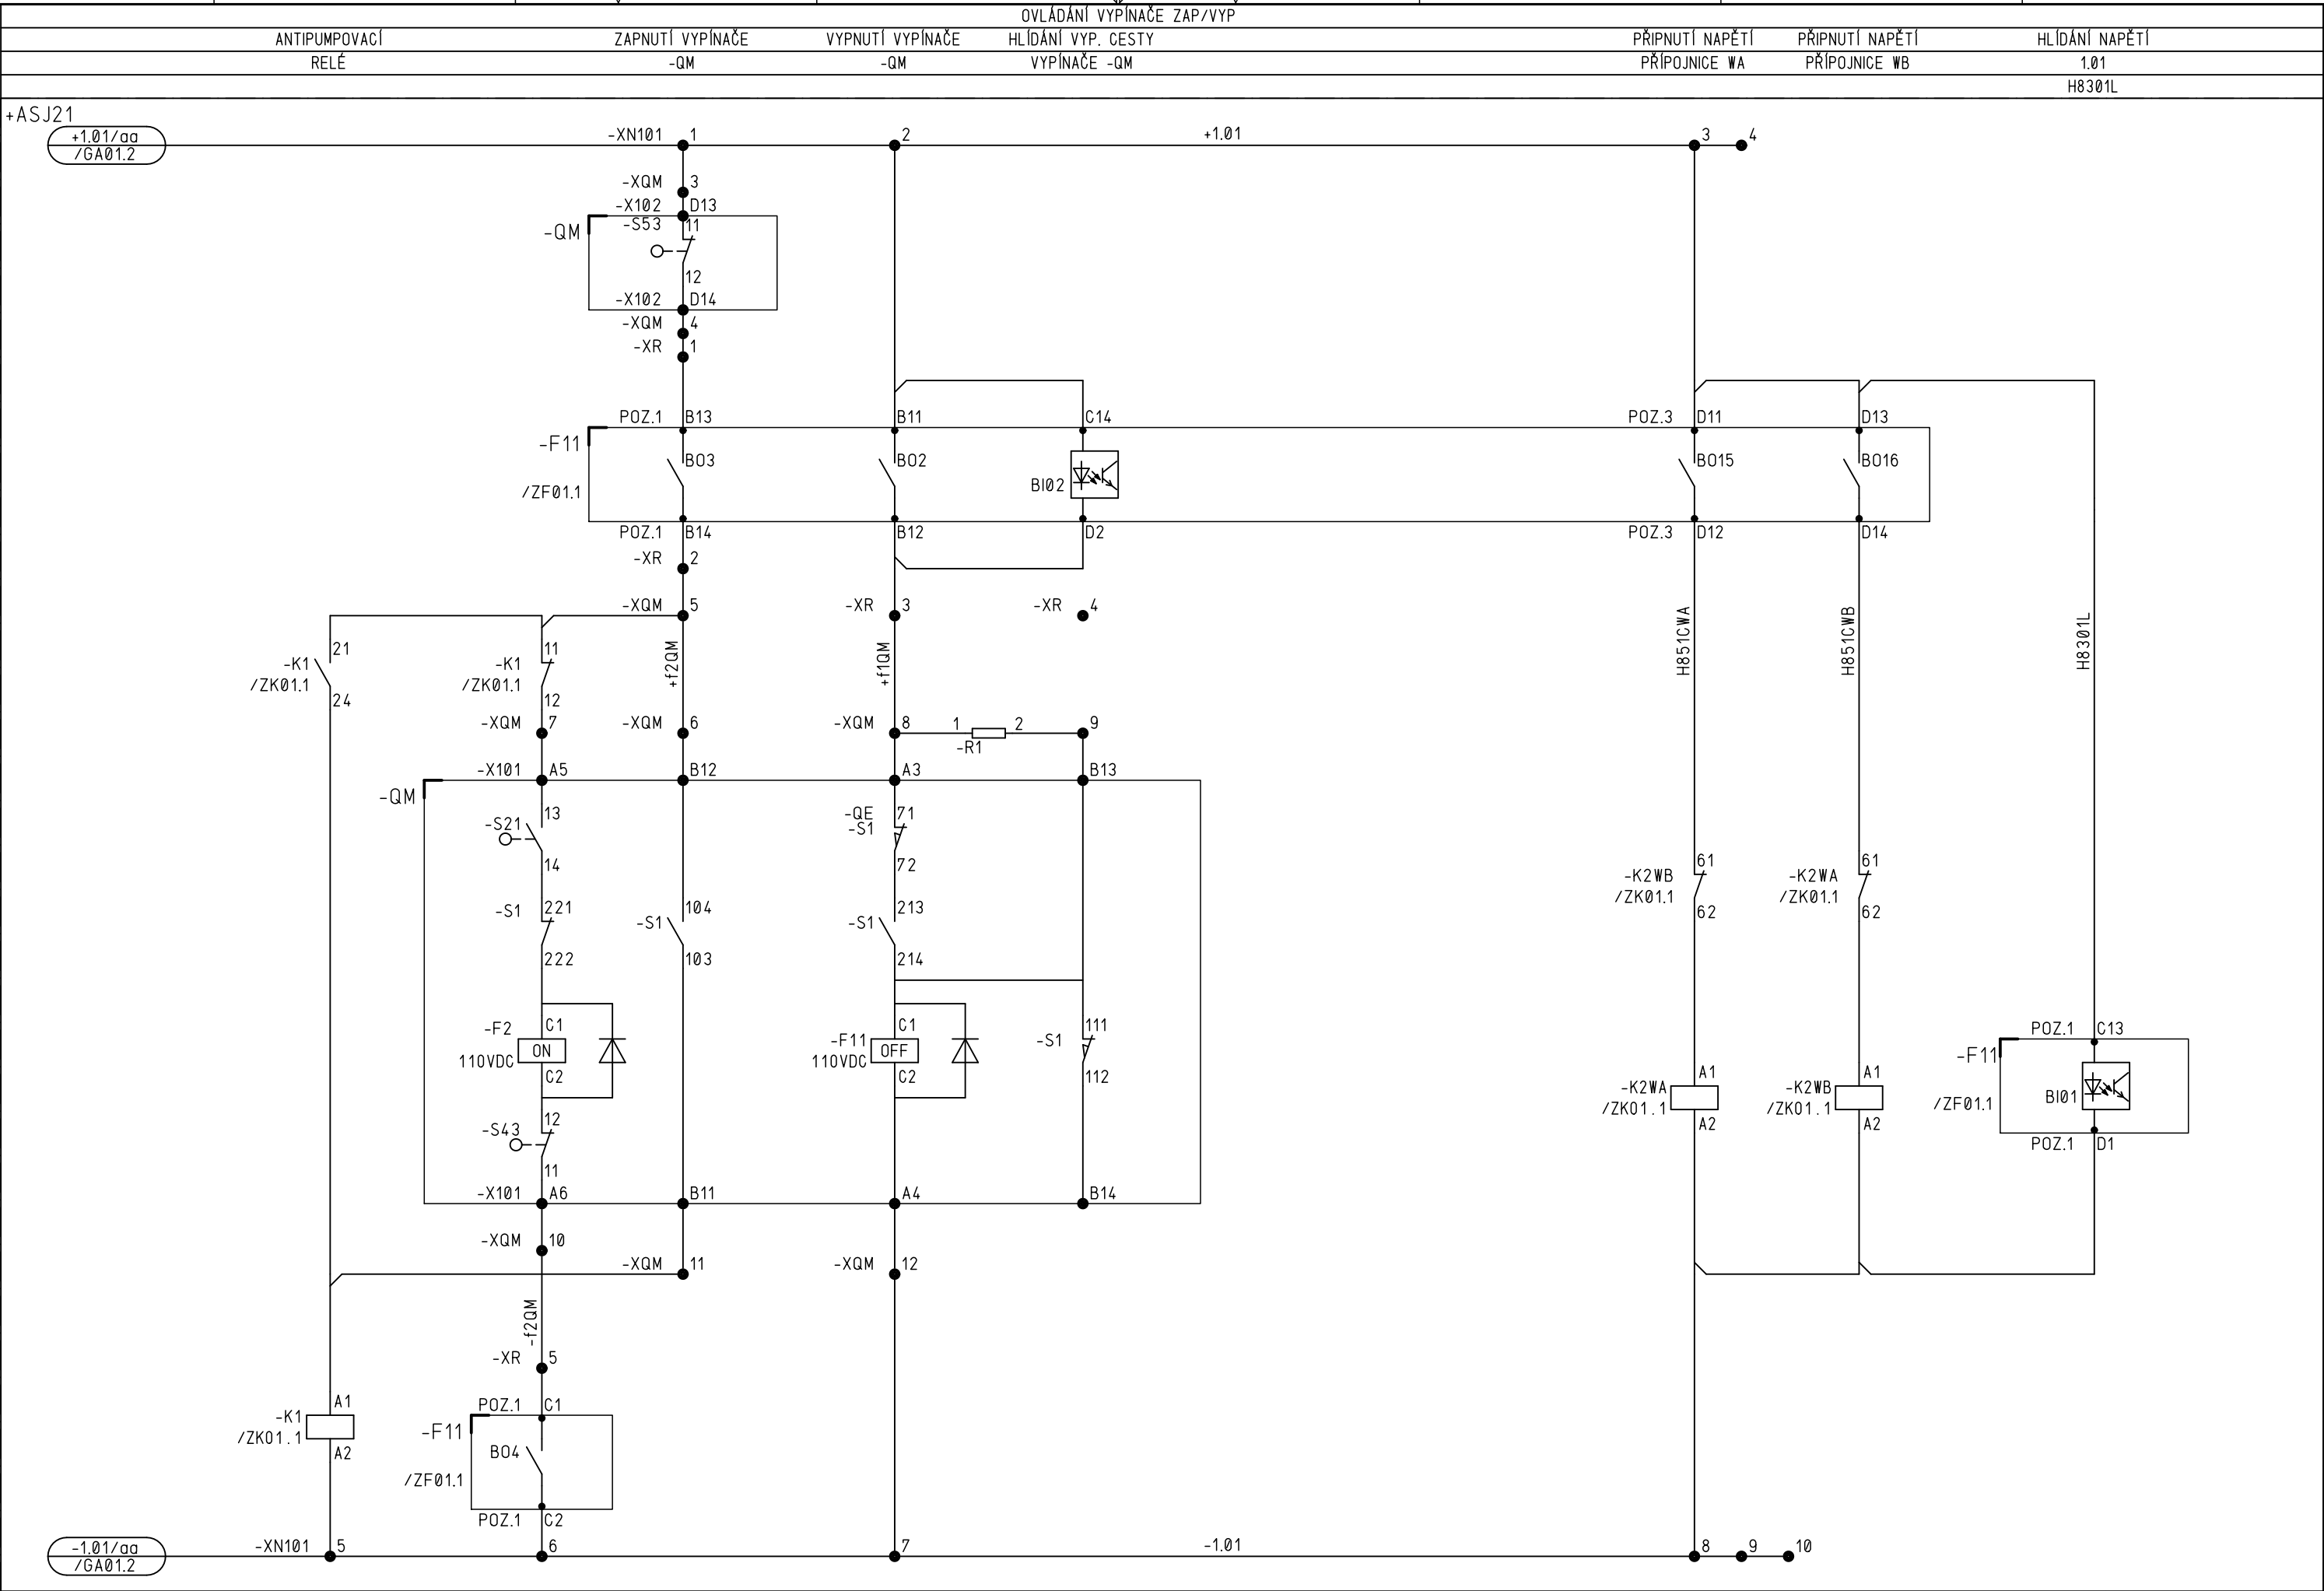 OVLÁDÁNÍ VYPÍNAČE ZAP/VYP
ANTIPUMPOVACÍ ZAPNUTÍ VYPÍNAČE VYPNUTÍ VYPÍNAČE HLÍDÁNÍ VYP. CESTY PŘIPNUTÍ NAPĚTÍ PŘIPNUTÍ NAPĚTÍ HLÍDÁNÍ NAPĚTÍ
RELÉ -QM -QM VYPÍNAČE -QM PŘÍPOJNICE WA PŘÍPOJNICE WB 1.01
H8301L
+ASJ21
+1.01/aa -XN101 1 2 +1.01 3 4
/GA01.2
-XQM 3
-X102 D13
-QM -S53 11
12
-X102 D14
-XQM 4
-XR 1
POZ.1 B13 B11 C14 POZ.3 D11 D13
-F11
BO3 BO2 BO15 BO16
/ZF01.1 BI02
POZ.1 B14 B12 D2 POZ.3 D12 D14
-XR 2
-XQM 5 -XR 3 -XR 4
+f2QM +f1QM H851CWA H851CWB H8301L
21 11
-K1 -K1
/ZK01.1 /ZK01.1
24 12
-XQM 7 -XQM 6 -XQM 8 1 2 9
-R1
-X101 A5 B12 A3 B13
-QM
13 -QE 71
-S21 -S1
14 72
61 61
-K2WB -K2WA
/ZK01.1 /ZK01.1
62 62
221 104 213
-S1 -S1 -S1
222 103 214
C1 C1 111 POZ.1 C13
-F2 ON -F11 OFF -S1 -F11
110VDC 110VDC
C2 C2 112
A1 A1
-K2WA -K2WB BI01
/ZK01.1 /ZK01.1 /ZF01.1
A2 A2
12
-S43
11
POZ.1 D1
-X101 A6 B11 A4 B14
-XQM 10
-XQM 11 -XQM 12
-f2QM
-XR 5
A1 POZ.1 C1
-K1 -F11
/ZK01.1
A2 BO4
/ZF01.1
POZ.1 C2
-1.01/aa -XN101 5 6 7 -1.01 8 9 10
/GA01.2